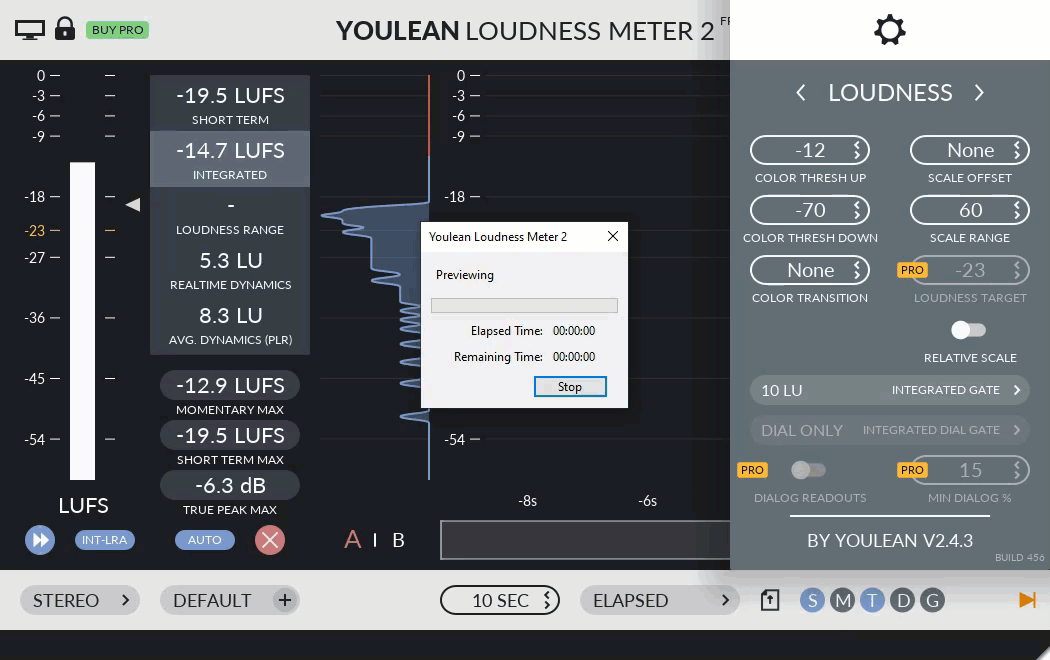 BUY PRO
YOULEAN LOUDNESS METER 2
0
-3
-6
-9
-18
-23
-27
-36
-45
-54
LUFS
-19.5 LUFS
SHORT TERM
-14.7 LUFS
INTEGRATED
-
LOUDNESS RANGE
5.3 LU
REALTIME DYNAMICS
8.3 LU
AVG. DYNAMICS (PLR)
-12.9 LUFS
MOMENTARY MAX
-19.5 LUFS
SHORT TERM MAX
-6.3 dB
TRUE PEAK MAX
INT-LRA
AUTO
A I B
0
-3
-6
-9
-18
-54
-8s
-6s
Youlean Loudness Meter 2
Previewing
Elapsed Time: 00:00:00
Remaining Time: 00:00:00
Stop
LOUDNESS
-12
COLOR THRESH UP
None
SCALE OFFSET
-70
COLOR THRESH DOWN
60
SCALE RANGE
None
COLOR TRANSITION
PRO
-23
LOUDNESS TARGET
RELATIVE SCALE
10 LU INTEGRATED GATE
DIAL ONLY INTEGRATED DIAL GATE
PRO
DIALOG READOUTS
PRO
15
MIN DIALOG %
BY YOULEAN V2.4.3
BUILD 456
STEREO
DEFAULT
10 SEC
ELAPSED
S M T D G